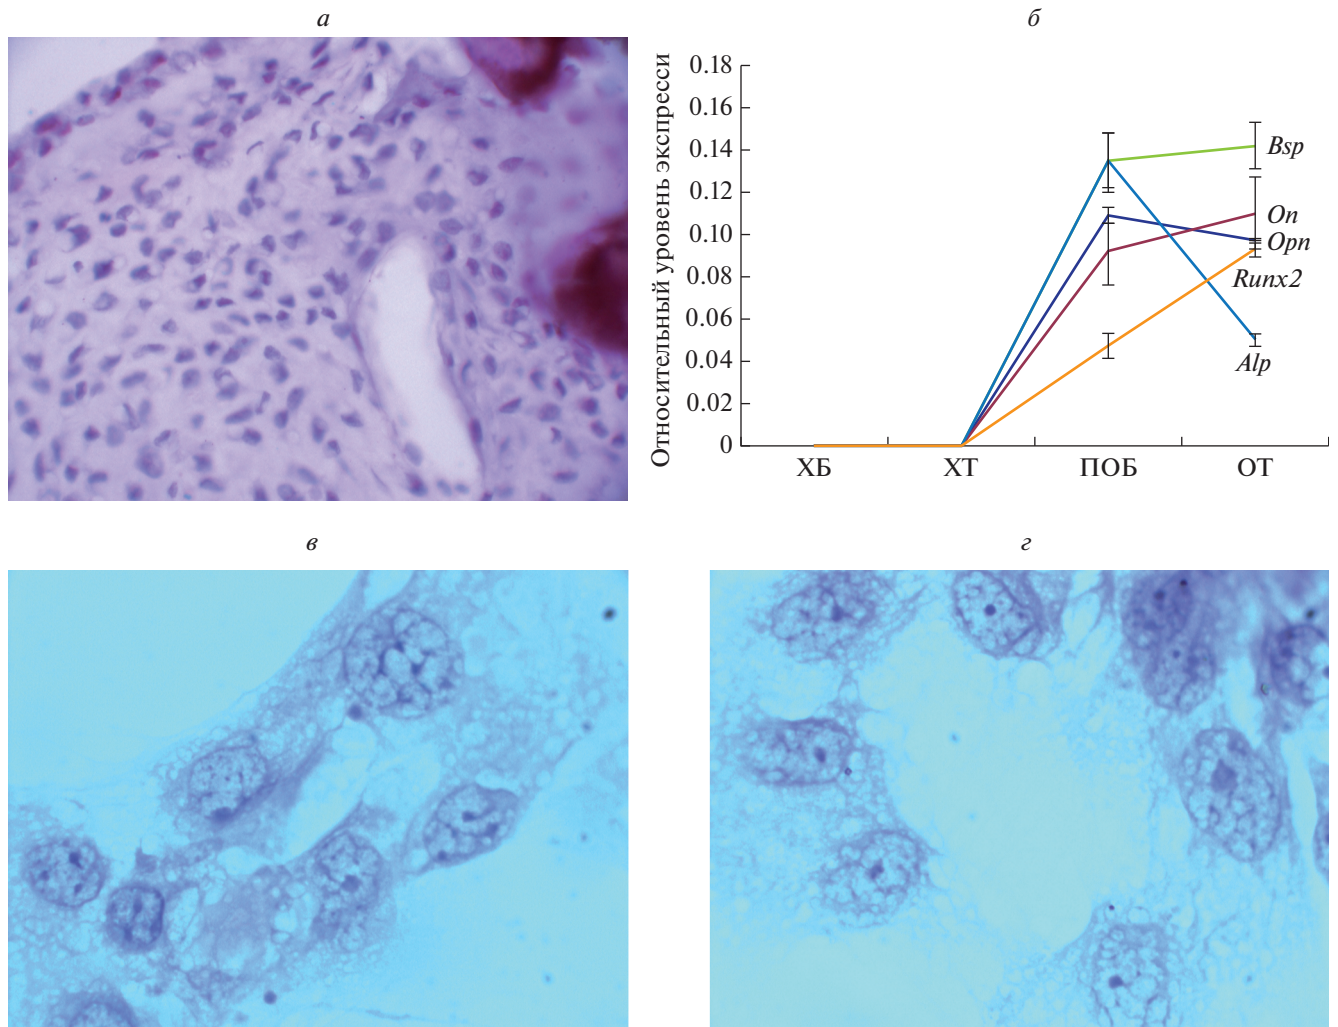 а
б
Относительный уровень экспресси
0.18
0.16
0.14
0.12
0.10
0.08
0.06
0.04
0.02
0
Bsp
On
Opn
Runx2
Alp
ХБ ХТ ПОБ ОТ
в
г